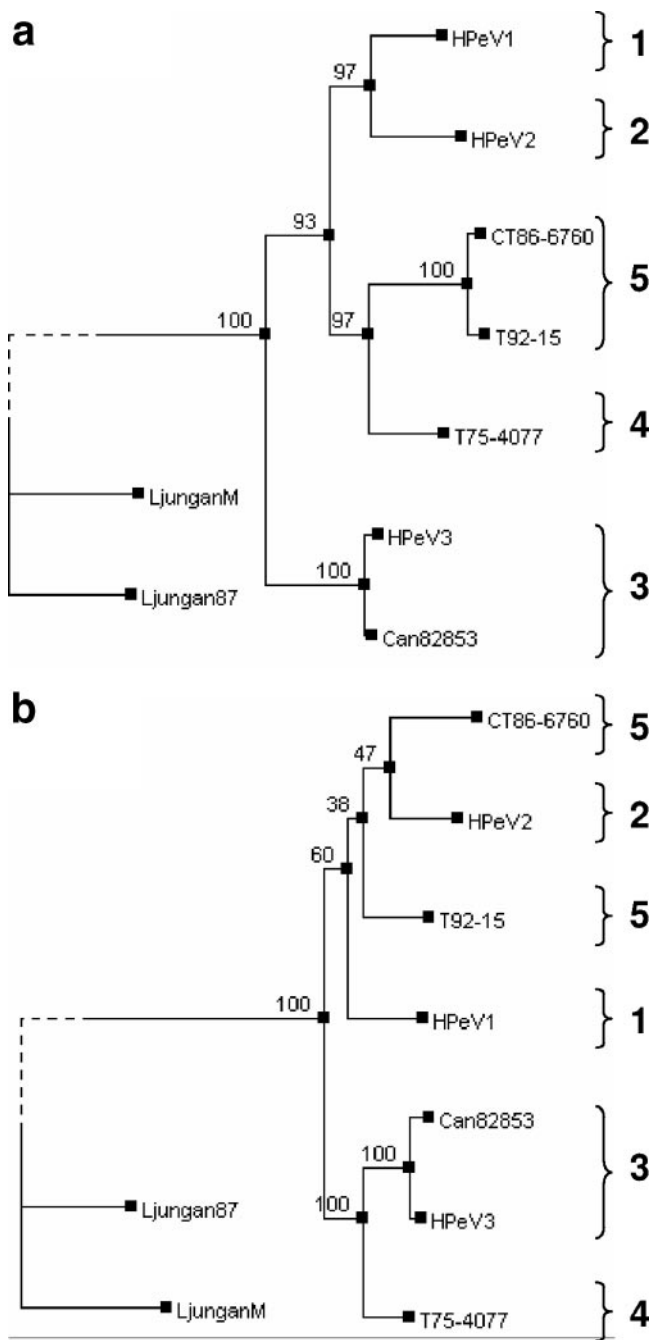 a
HPeV1
1
97
HPeV2
2
93
CT86-6760
100
5
100
97
T92-15
T75-4077
4
LjunganM
HPeV3
100
3
Ljungan87
Can82853
b
CT86-6760
5
47
38
HPeV2
2
60
T92-15
5
100
HPeV1
1
Can82853
100
3
Ljungan87
100
HPeV3
LjunganM
T75-4077
4